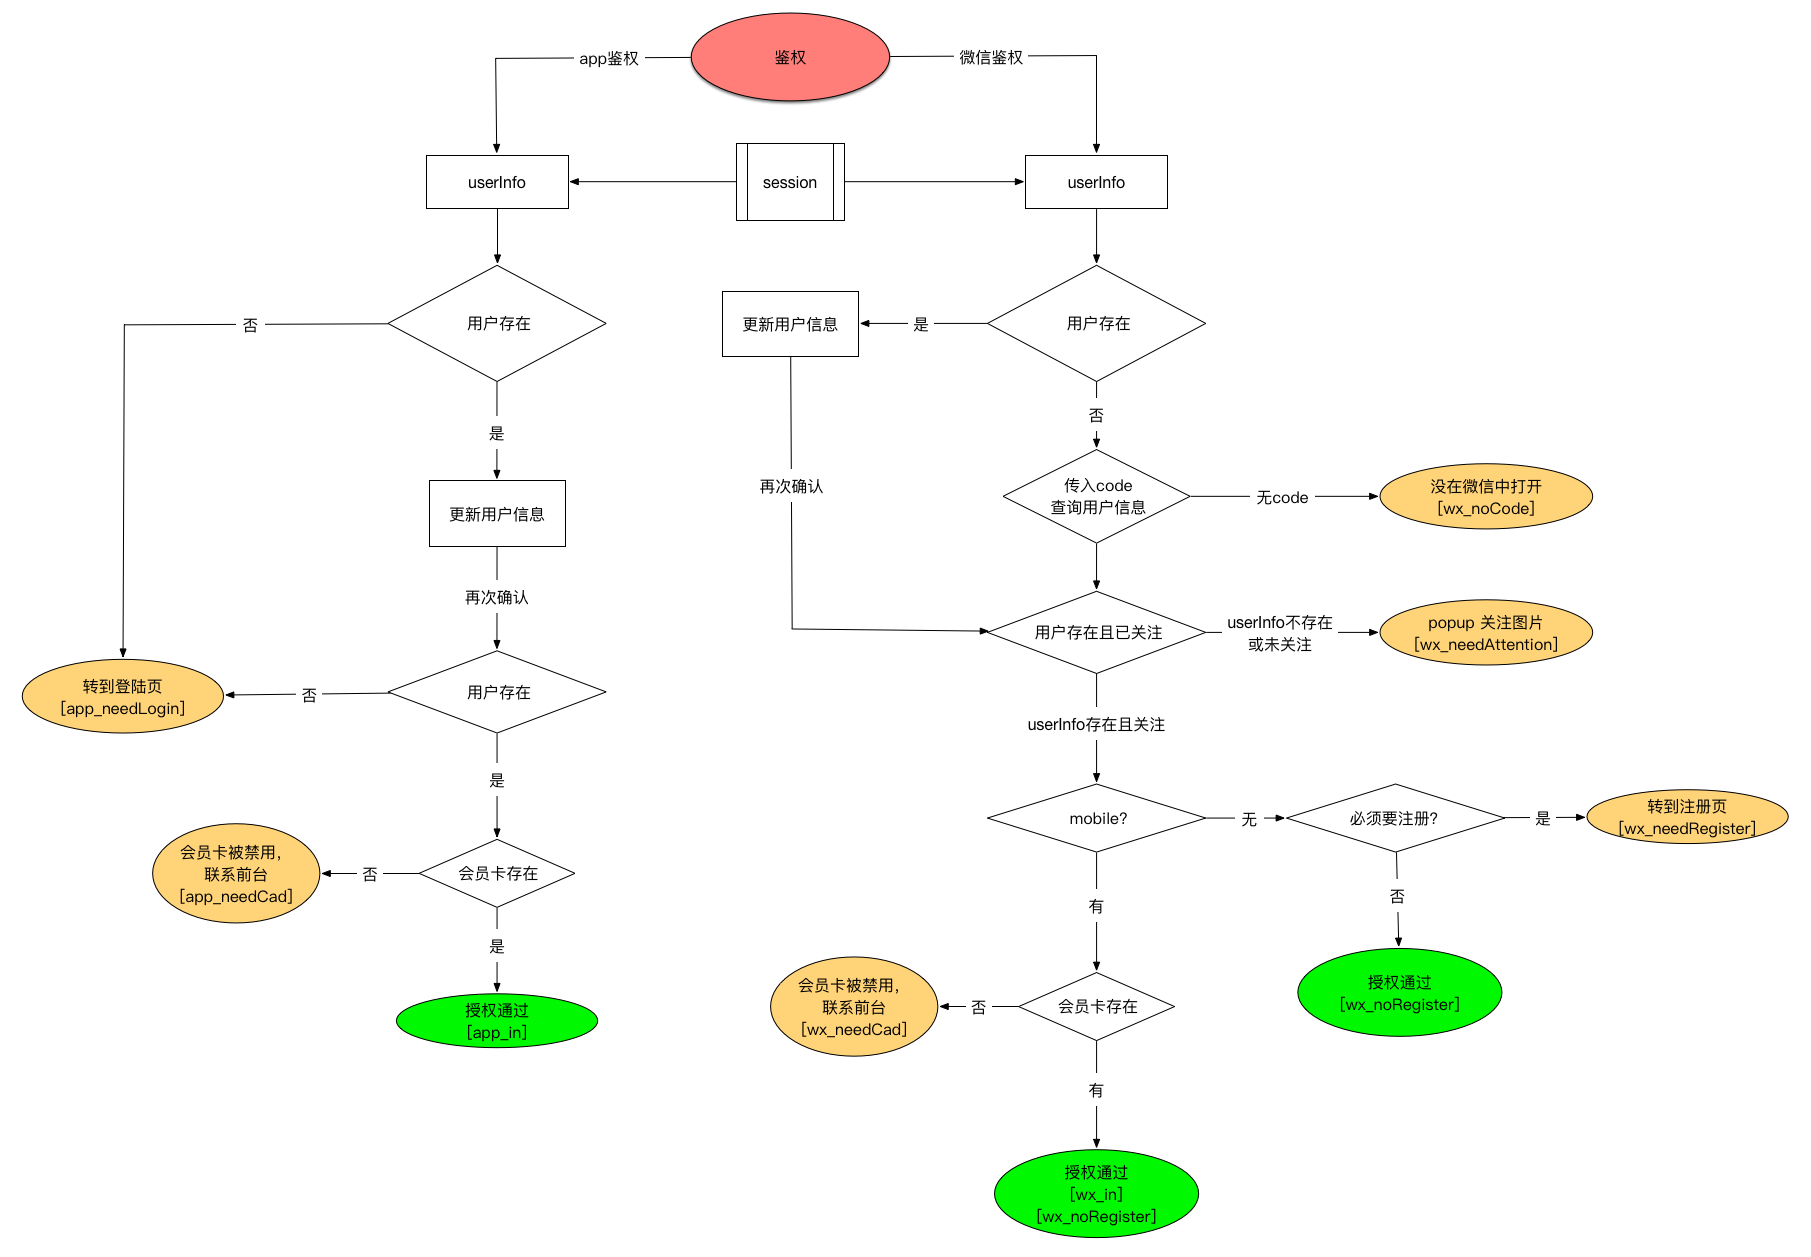 鉴权
app鉴权
微信鉴权
userInfo
session
userInfo
用户存在
否
更新用户信息
是
用户存在
是
否
更新用户信息
再次确认
传入code
查询用户信息
无code
没在微信中打开
[wx_noCode]
再次确认
用户存在且已关注
userInfo不存在
或未关注
popup 关注图片
[wx_needAttention]
转到登陆页
[app_needLogin]
否
用户存在
userInfo存在且关注
是
mobile?
无
必须要注册?
是
转到注册页
[wx_needRegister]
会员卡被禁用,
联系前台
[app_needCad]
否
会员卡存在
有
否
是
授权通过
[app_in]
会员卡被禁用,
联系前台
[wx_needCad]
否
会员卡存在
授权通过
[wx_noRegister]
有
授权通过
[wx_in]
[wx_noRegister]